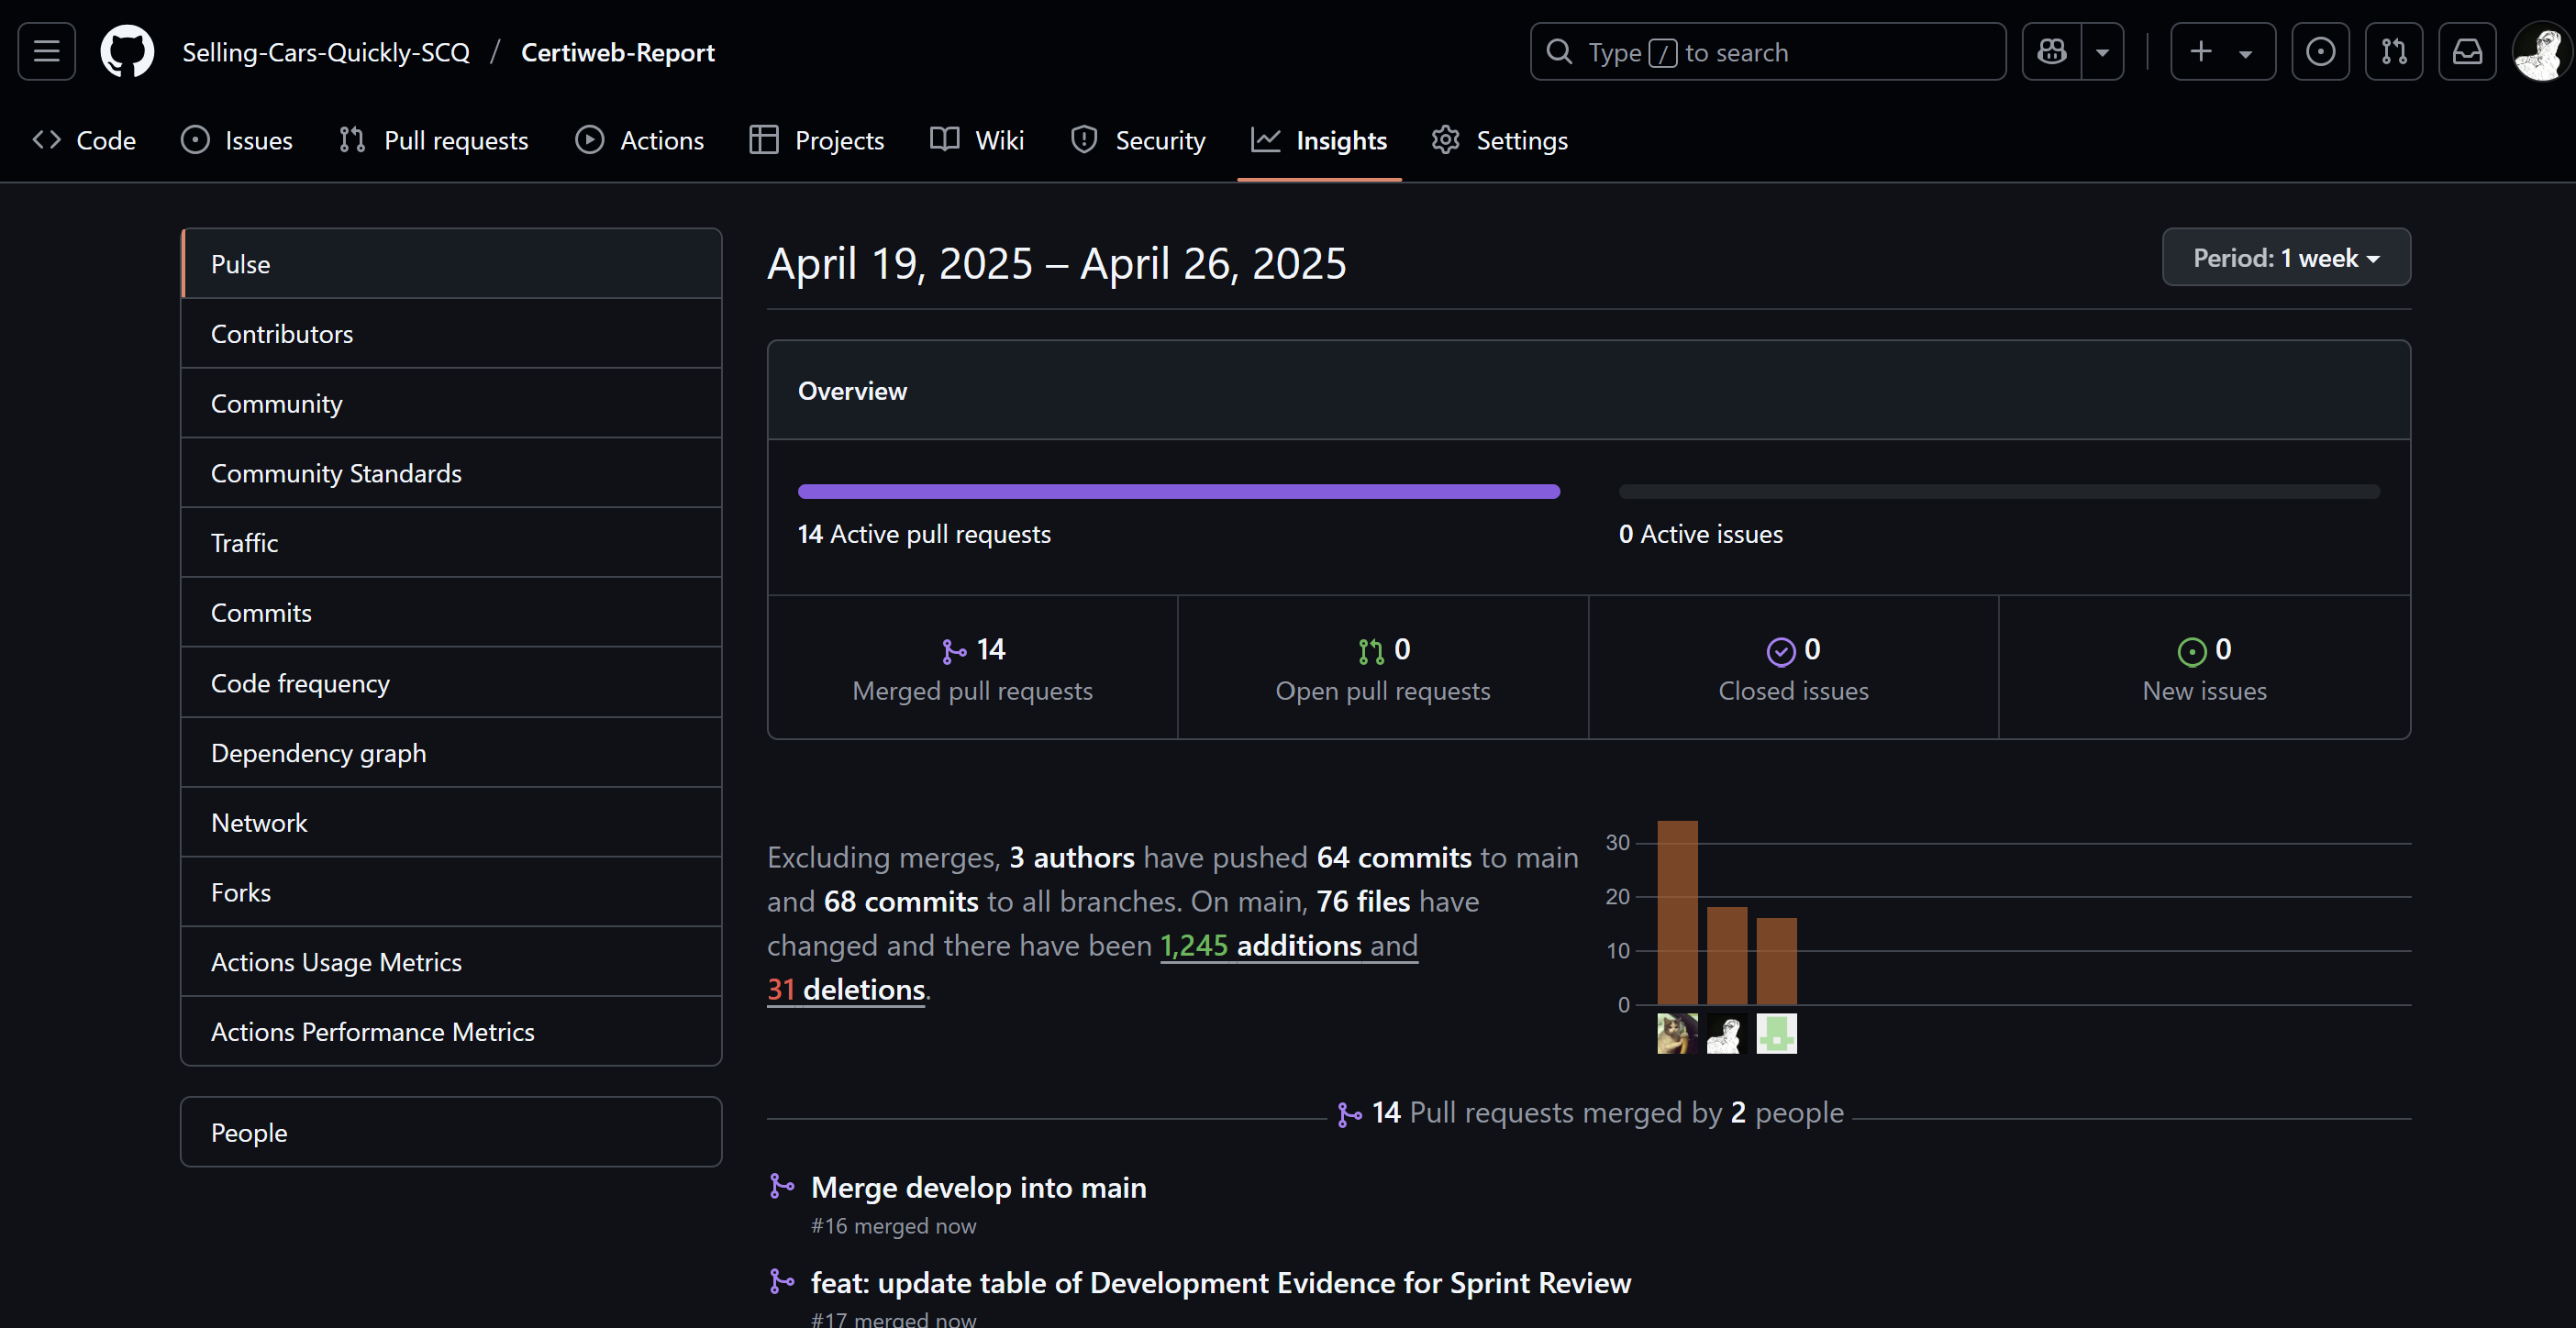 Selling-Cars-Quickly-SCQ / Certiweb-Report
Type / to search
Code
Issues
Pull requests
Actions
Projects
Wiki
Security
Insights
Settings
Pulse
Contributors
Community
Community Standards
Traffic
Commits
Code frequency
Dependency graph
Network
Forks
Actions Usage Metrics
Actions Performance Metrics
People
April 19, 2025 – April 26, 2025
Period: 1 week
Overview
14 Active pull requests
0 Active issues
14
Merged pull requests
0
Open pull requests
0
Closed issues
0
New issues
Excluding merges, 3 authors have pushed 64 commits to main
and 68 commits to all branches. On main, 76 files have
changed and there have been 1,245 additions and
31 deletions.
30
20
10
0
14 Pull requests merged by 2 people
Merge develop into main
#16 merged now
feat: update table of Development Evidence for Sprint Review
#17 merged now